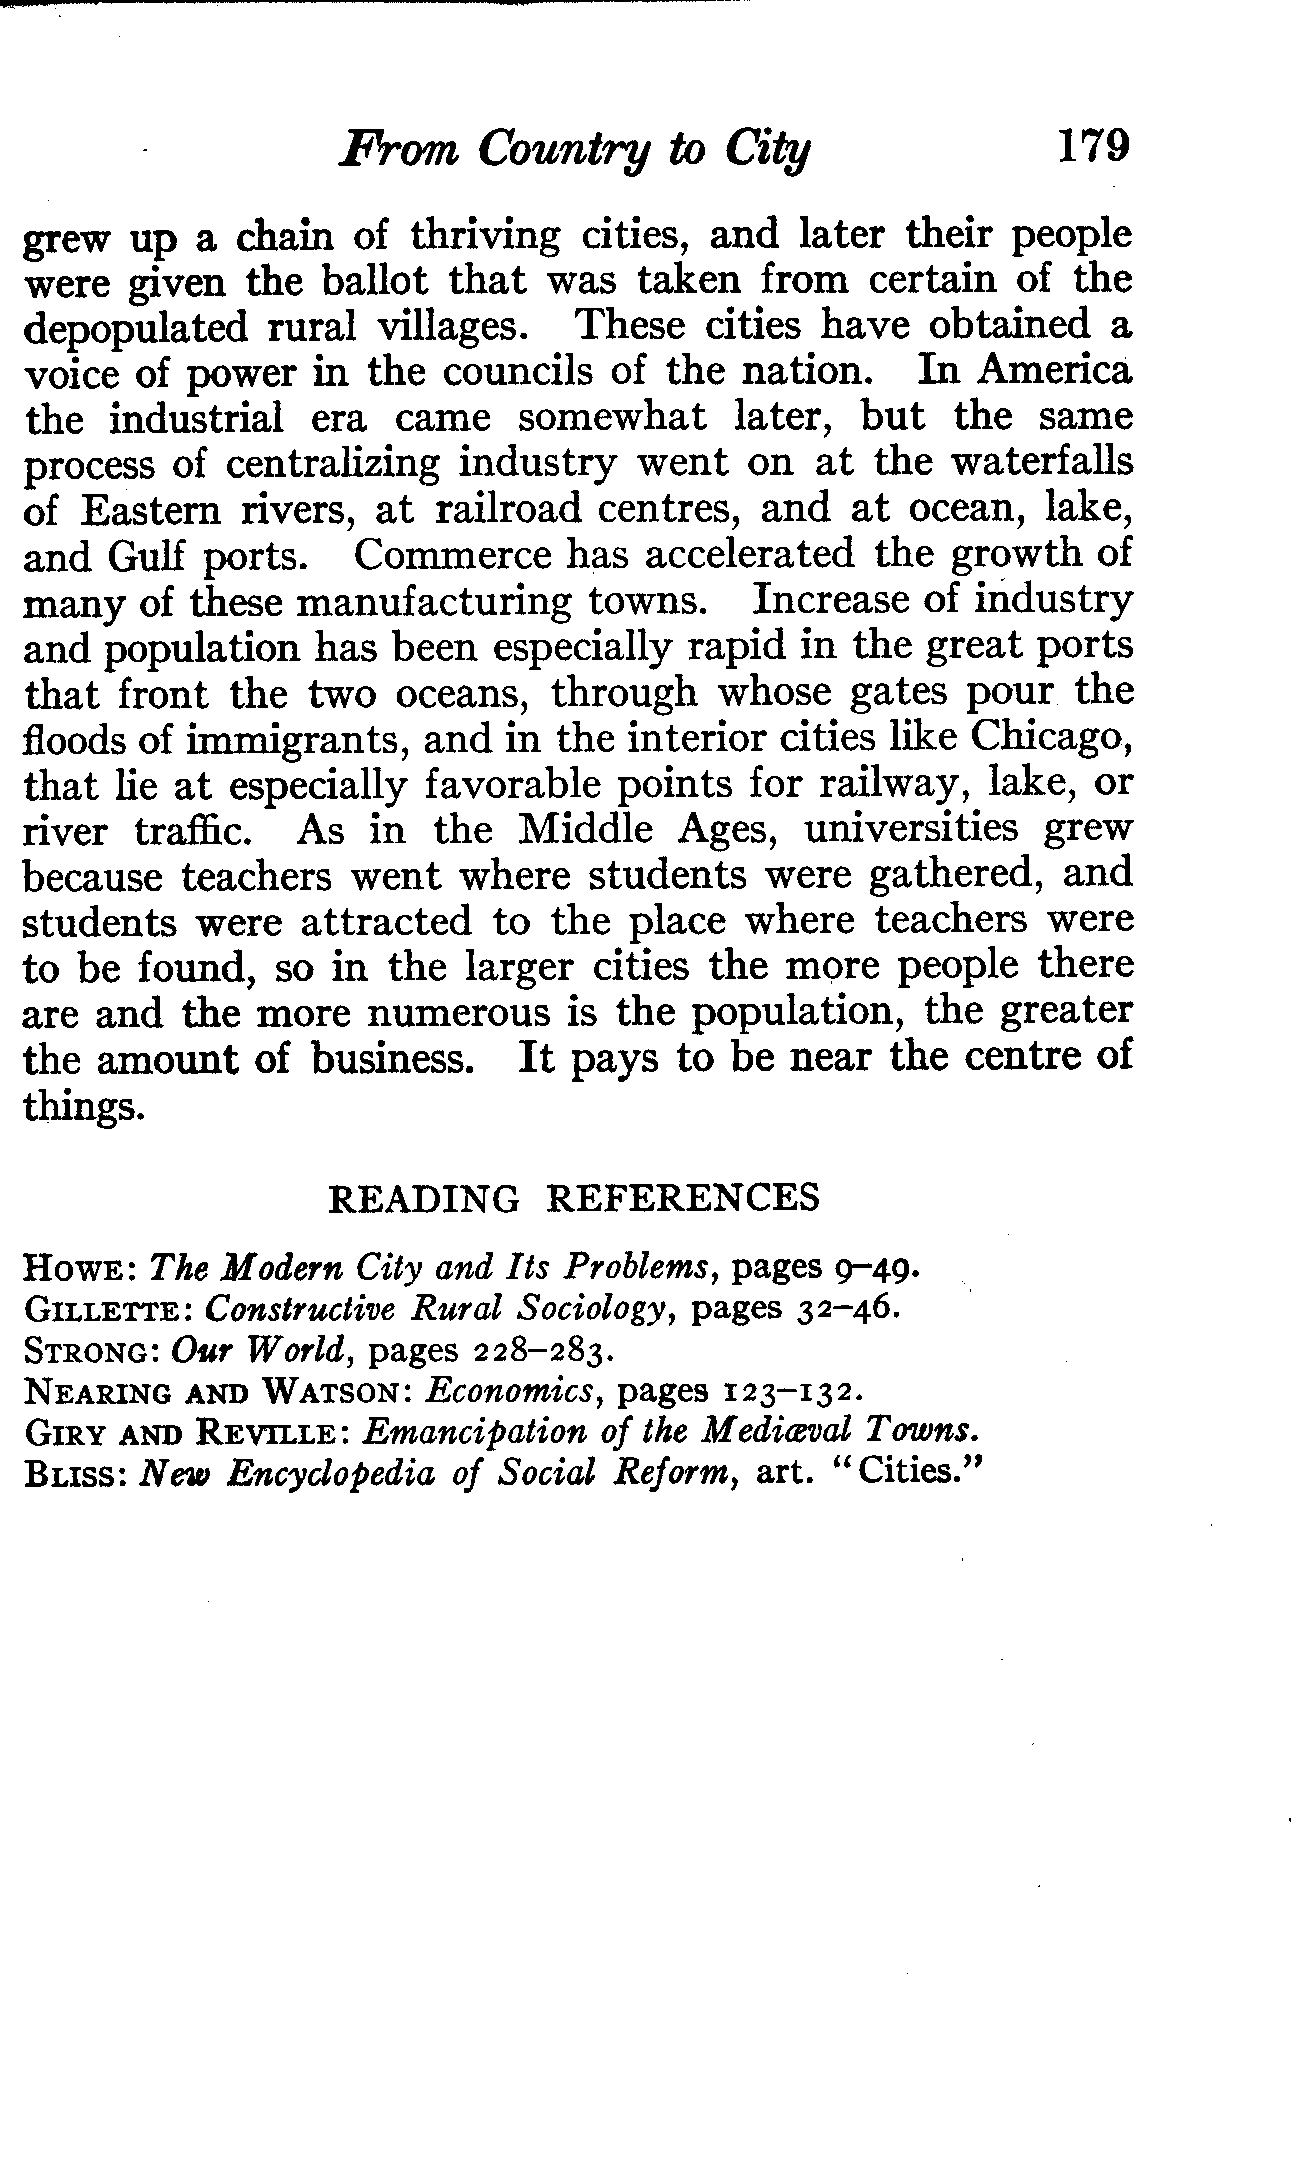 From Country to City 179
grew up a chain of thriving cities, and later their people
were given the ballot that was taken from certain of the
depopulated rural villages. These cities have obtained a
voice of power in the councils of the nation. In America
the industrial era came somewhat later, but the same
process of centralizing industry went on at the waterfalls
of Eastern rivers, at railroad centres, and at ocean, lake,
and Gulf ports. Commerce has accelerated the growth of
many of these manufacturing towns. Increase of industry
and population has been especially rapid in the great ports
that front the two oceans, through whose gates pour the
floods of immigrants, and in the interior cities like Chicago,
that lie at especially favorable points for railway, lake, or
river traffic. As in the Middle Ages, universities grew
because teachers went where students were gathered, and
students were attracted to the place where teachers were
to be found, so in the larger cities the more people there
are and the more numerous is the population, the greater
the amount of business. It pays to be near the centre of
things.
READING REFERENCES
HOWE: The Modern City and Its Problems, pages 9–49.
GILLETTE: Constructive Rural Sociology, pages 32–46.
STRONG: Our World, pages 228–283.
NEARING AND WATSON: Economics, pages 123–132.
GIRY AND REVILLE: Emancipation of the Mediæval Towns.
BLISS: New Encyclopedia of Social Reform, art. "Cities."